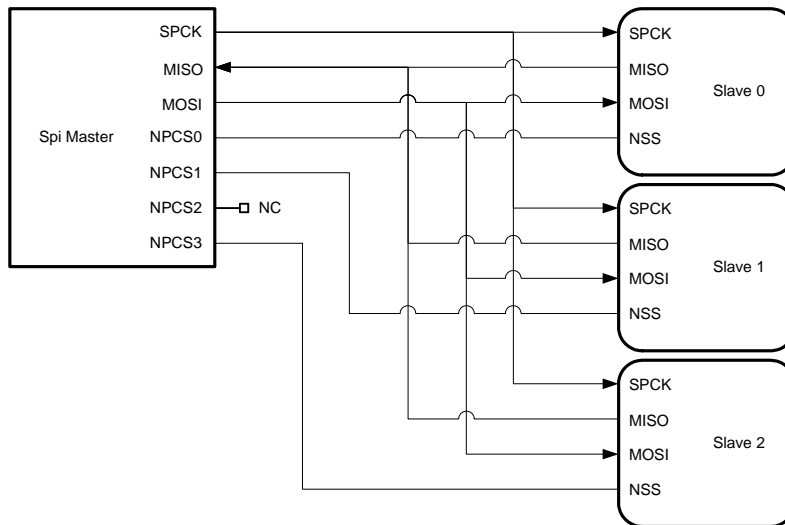 Spi Master
SPCK
MISO
MOSI
NPCS0
NPCS1
NPCS2
NPCS3
NC
SPCK
MISO
MOSI
NSS
Slave 0
SPCK
MISO
MOSI
NSS
Slave 1
SPCK
MISO
MOSI
NSS
Slave 2